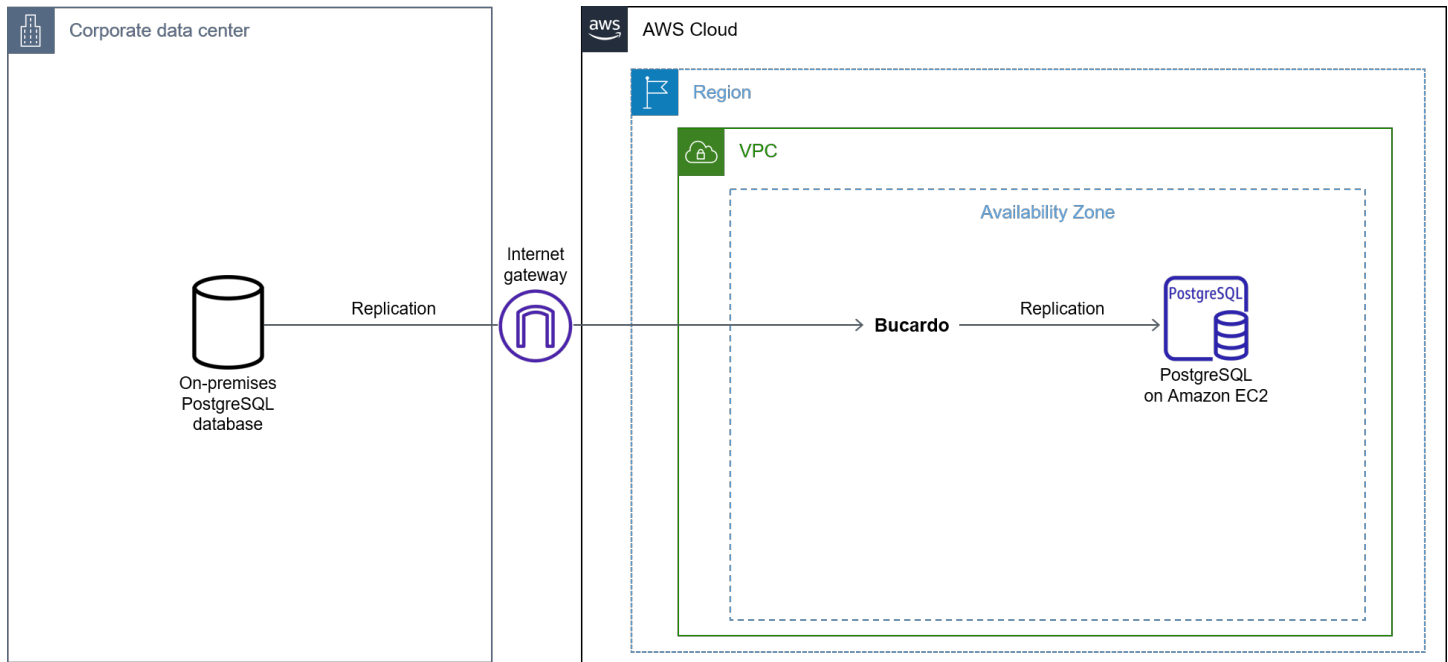 Corporate data center
aws
AWS Cloud
Region
VPC
Availability Zone
Internet
gateway
Replication
Bucardo
Replication
PostgreSQL
On-premises
PostgreSQL
database
PostgreSQL
on Amazon EC2